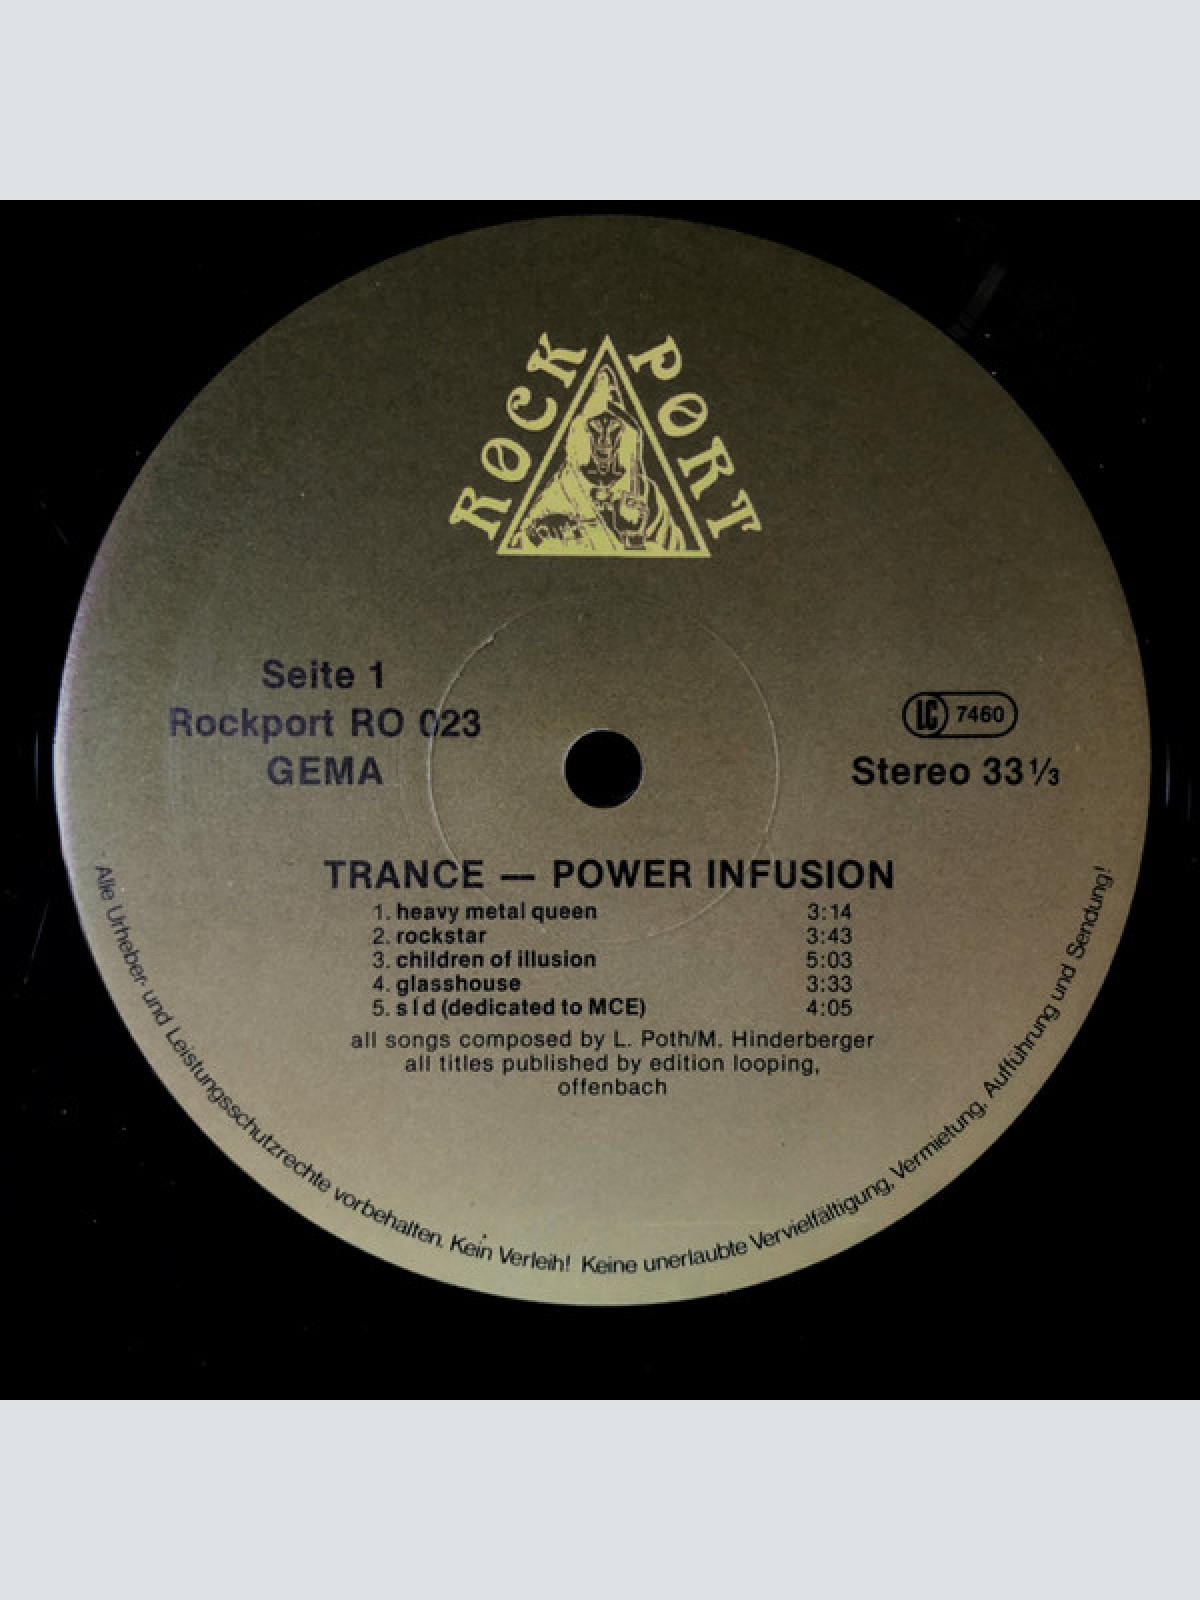 ROCK PORT
Seite 1
Rockport RO 023
GEMA
LC 7460
Stereo 33 1/3
TRANCE — POWER INFUSION
1. heavy metal queen 3:14
2. rockstar 3:43
3. children of illusion 5:03
4. glasshouse 3:33
5. s l d (dedicated to MCE) 4:05
all songs composed by L. Poth/M. Hinderberger
all titles published by edition looping,
offenbach
Alle Urheber- und Leistungsschutzrechte vorbehalten. Kein Verleih! Keine unerlaubte Vervielfältigung, Vermietung, Aufführung und Sendung!